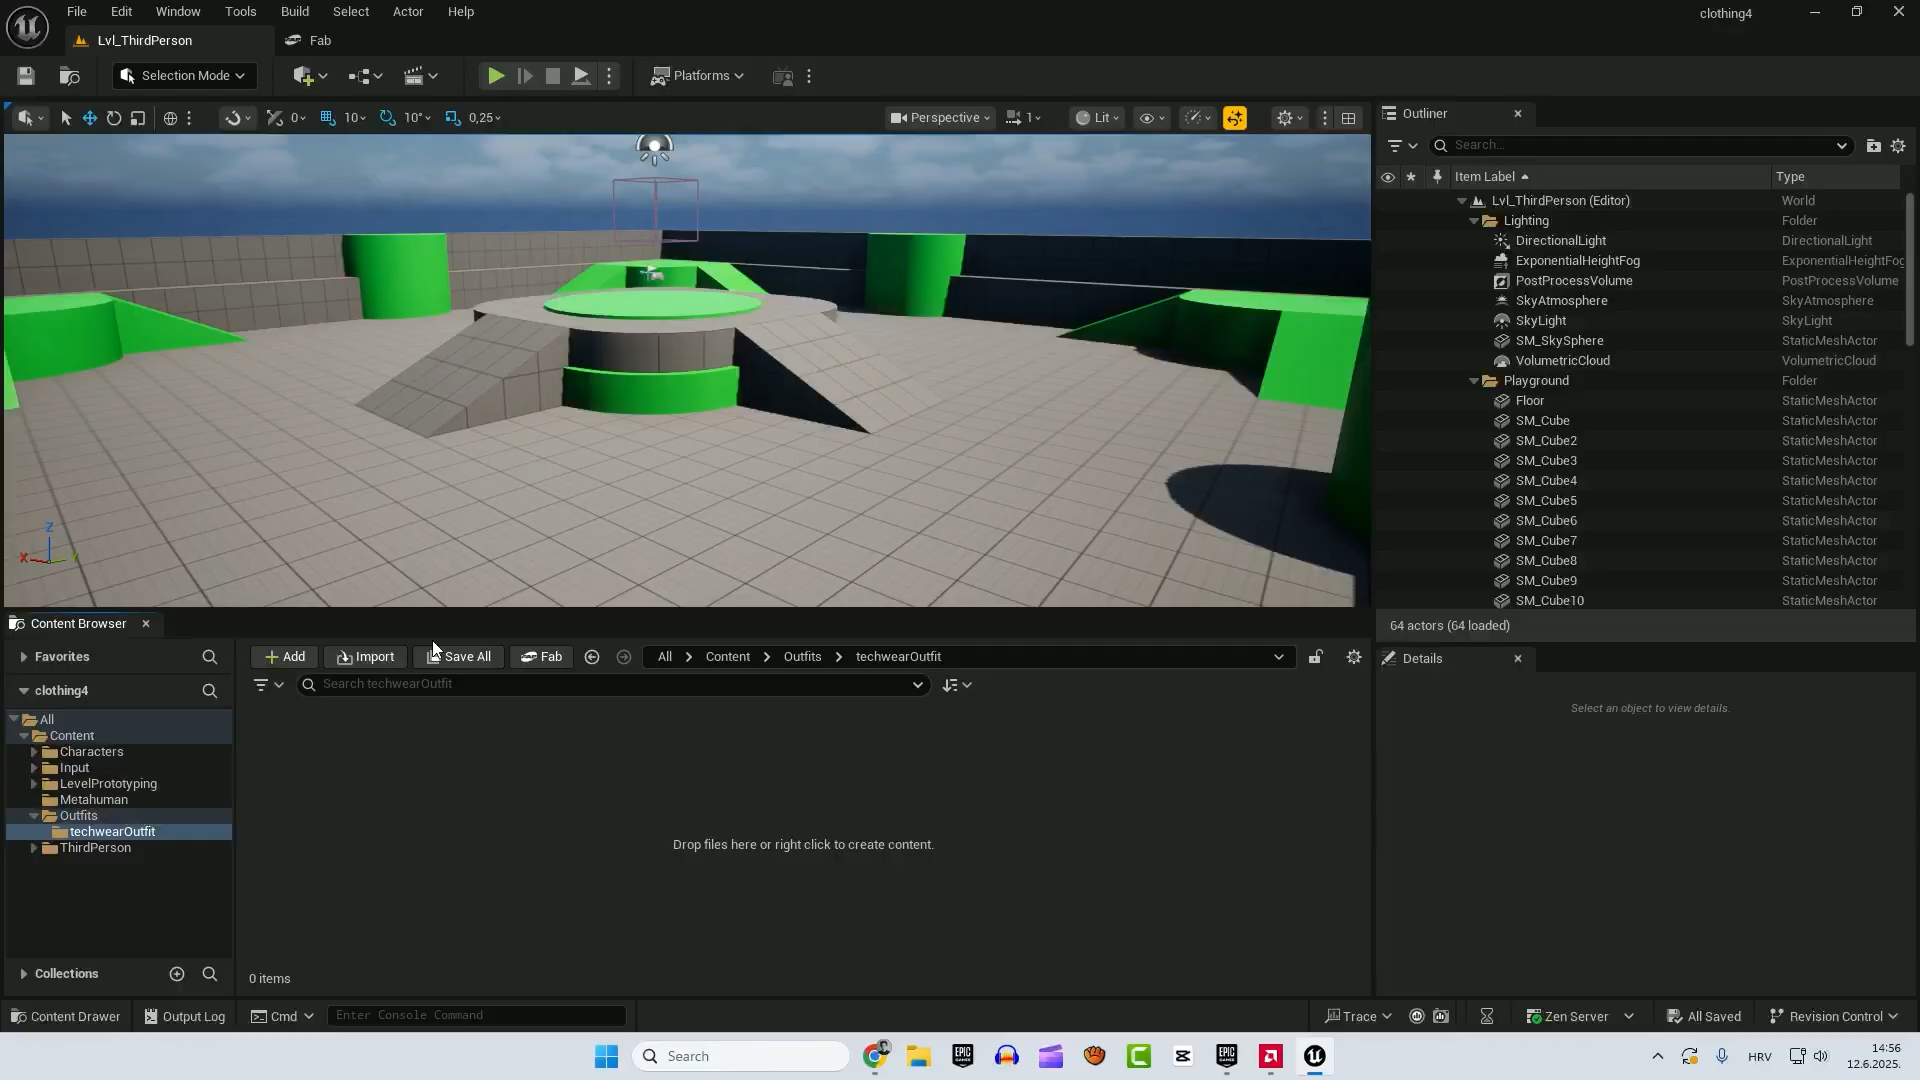 File Edit View Window Tools Build Select Actor Help
clothing4
Lvl_ThirdPerson
Fab
Selection Mode
Platforms
0
10
10°
0,25
Perspective
1
Lit
Outliner
Search...
Item Label
Type
Lvl_ThirdPerson (Editor) World
Lighting Folder
DirectionalLight DirectionalLight
ExponentialHeightFog ExponentialHeightFog
PostProcessVolume PostProcessVolume
SkyAtmosphere SkyAtmosphere
SkyLight SkyLight
SM_SkySphere StaticMeshActor
VolumetricCloud VolumetricCloud
Playground Folder
Floor StaticMeshActor
SM_Cube StaticMeshActor
SM_Cube2 StaticMeshActor
SM_Cube3 StaticMeshActor
SM_Cube4 StaticMeshActor
SM_Cube5 StaticMeshActor
SM_Cube6 StaticMeshActor
SM_Cube7 StaticMeshActor
SM_Cube8 StaticMeshActor
SM_Cube9 StaticMeshActor
SM_Cube10 StaticMeshActor
64 actors (64 loaded)
Z
X
Y
Content Browser
Favorites
Add
Import
Save All
Fab
All
Content
Outfits
techwearOutfit
Details
clothing4
Search techwearOutfit
Select an object to view details.
All
Content
Characters
Input
LevelPrototyping
Metahuman
Outfits
techwearOutfit
ThirdPerson
Drop files here or right click to create content.
Collections
0 items
Content Drawer
Output Log
Cmd
Enter Console Command
Trace
Zen Server
All Saved
Revision Control
Search
EPIC GAMES
EPIC GAMES
HRV
14:56
12.6.2025.